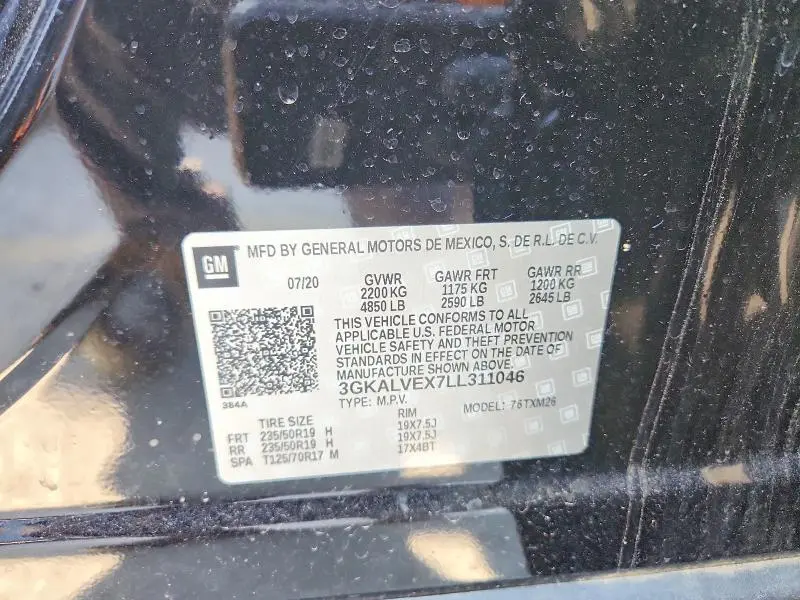 GM
MFD BY GENERAL MOTORS DE MEXICO, S. DE R.L. DE C.V.
07/20 GVWR GAWR FRT GAWR RR
2200 KG 1175 KG 1200 KG
4850 LB 2590 LB 2645 LB
THIS VEHICLE CONFORMS TO ALL
APPLICABLE U.S. FEDERAL MOTOR
VEHICLE SAFETY AND THEFT PREVENTION
STANDARDS IN EFFECT ON THE DATE OF
MANUFACTURE SHOWN ABOVE.
3GKALVEX7LL311046
384A
TYPE: M.P.V. MODEL: 76TXM26
TIRE SIZE RIM
FRT 235/50R19 H 19X7.5J
RR 235/50R19 H 19X7.5J
SPA T125/70R17 M 17X4BT